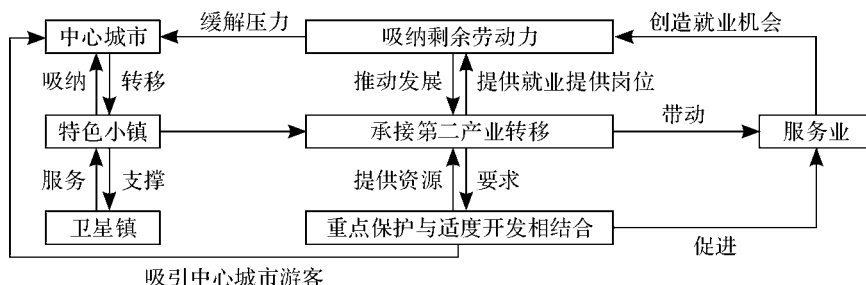 中心城市
缓解压力
吸纳剩余劳动力
创造就业机会
吸纳
转移
推动发展
提供就业提供岗位
特色小镇
承接第二产业转移
带动
服务业
服务
支撑
提供资源
要求
卫星镇
重点保护与适度开发相结合
促进
吸引中心城市游客